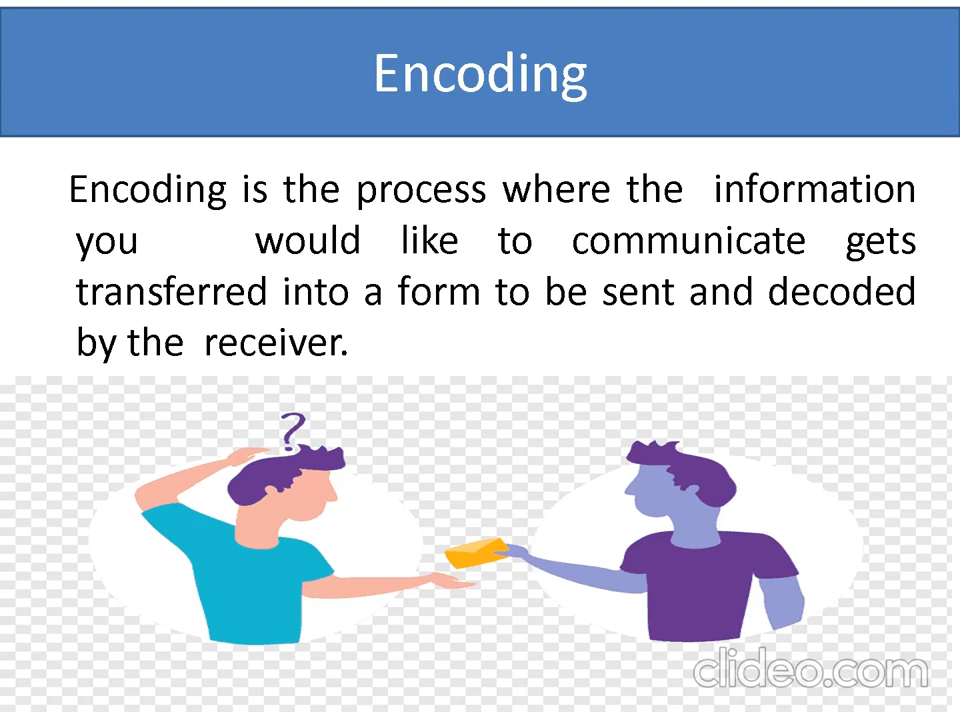 Encoding
Encoding is the process where the information
you would like to communicate gets
transferred into a form to be sent and decoded
by the receiver.
?
clideo.com